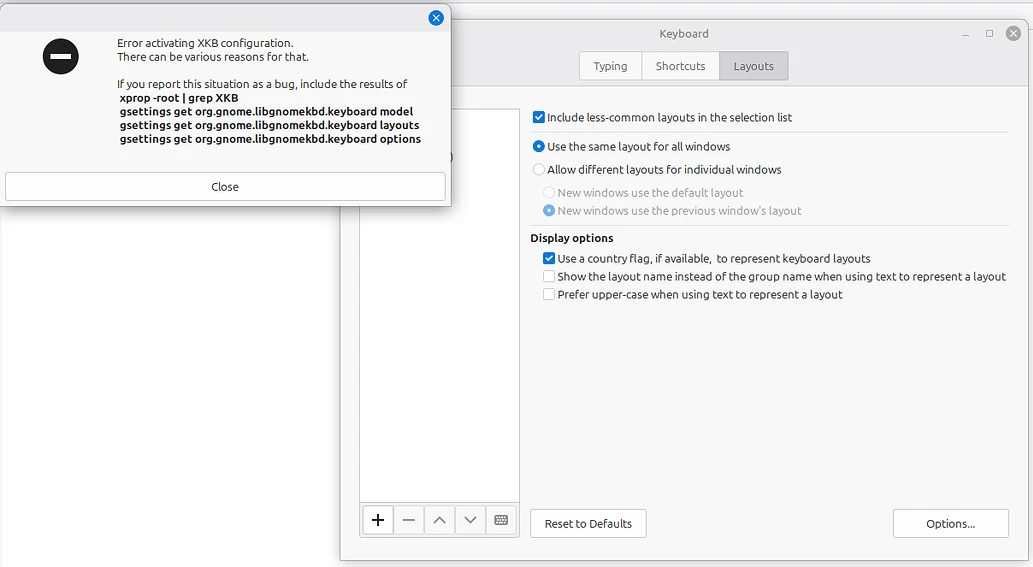 Error activating XKB configuration.
There can be various reasons for that.
If you report this situation as a bug, include the results of
xprop -root | grep XKB
gsettings get org.gnome.libgnomekbd.keyboard model
gsettings get org.gnome.libgnomekbd.keyboard layouts
gsettings get org.gnome.libgnomekbd.keyboard options
Close
Keyboard
Typing
Shortcuts
Layouts
)
Include less-common layouts in the selection list
Use the same layout for all windows
Allow different layouts for individual windows
New windows use the default layout
New windows use the previous window's layout
Display options
Use a country flag, if available,  to represent keyboard layouts
Show the layout name instead of the group name when using text to represent a layout
Prefer upper-case when using text to represent a layout
Reset to Defaults
Options...